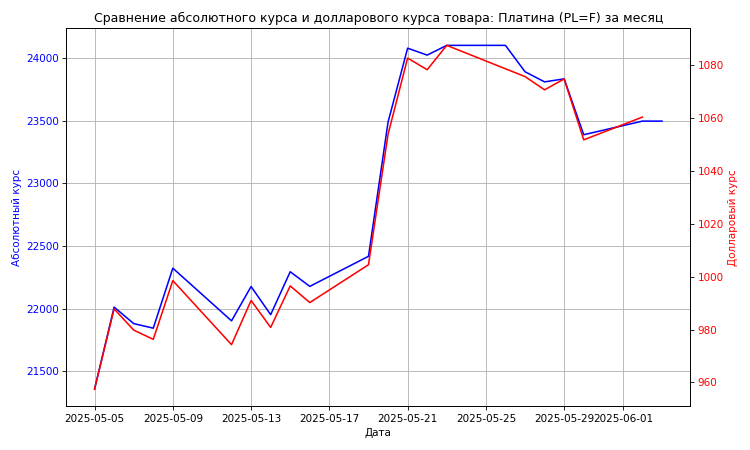 Сравнение абсолютного курса и долларового курса товара: Платина (PL=F) за месяц
24000
23500
23000
22500
22000
21500
Абсолютный курс
1080
1060
1040
1020
1000
980
960
Долларовый курс
2025-05-05 2025-05-09 2025-05-13 2025-05-17 2025-05-21 2025-05-25 2025-05-29 2025-06-01
Дата